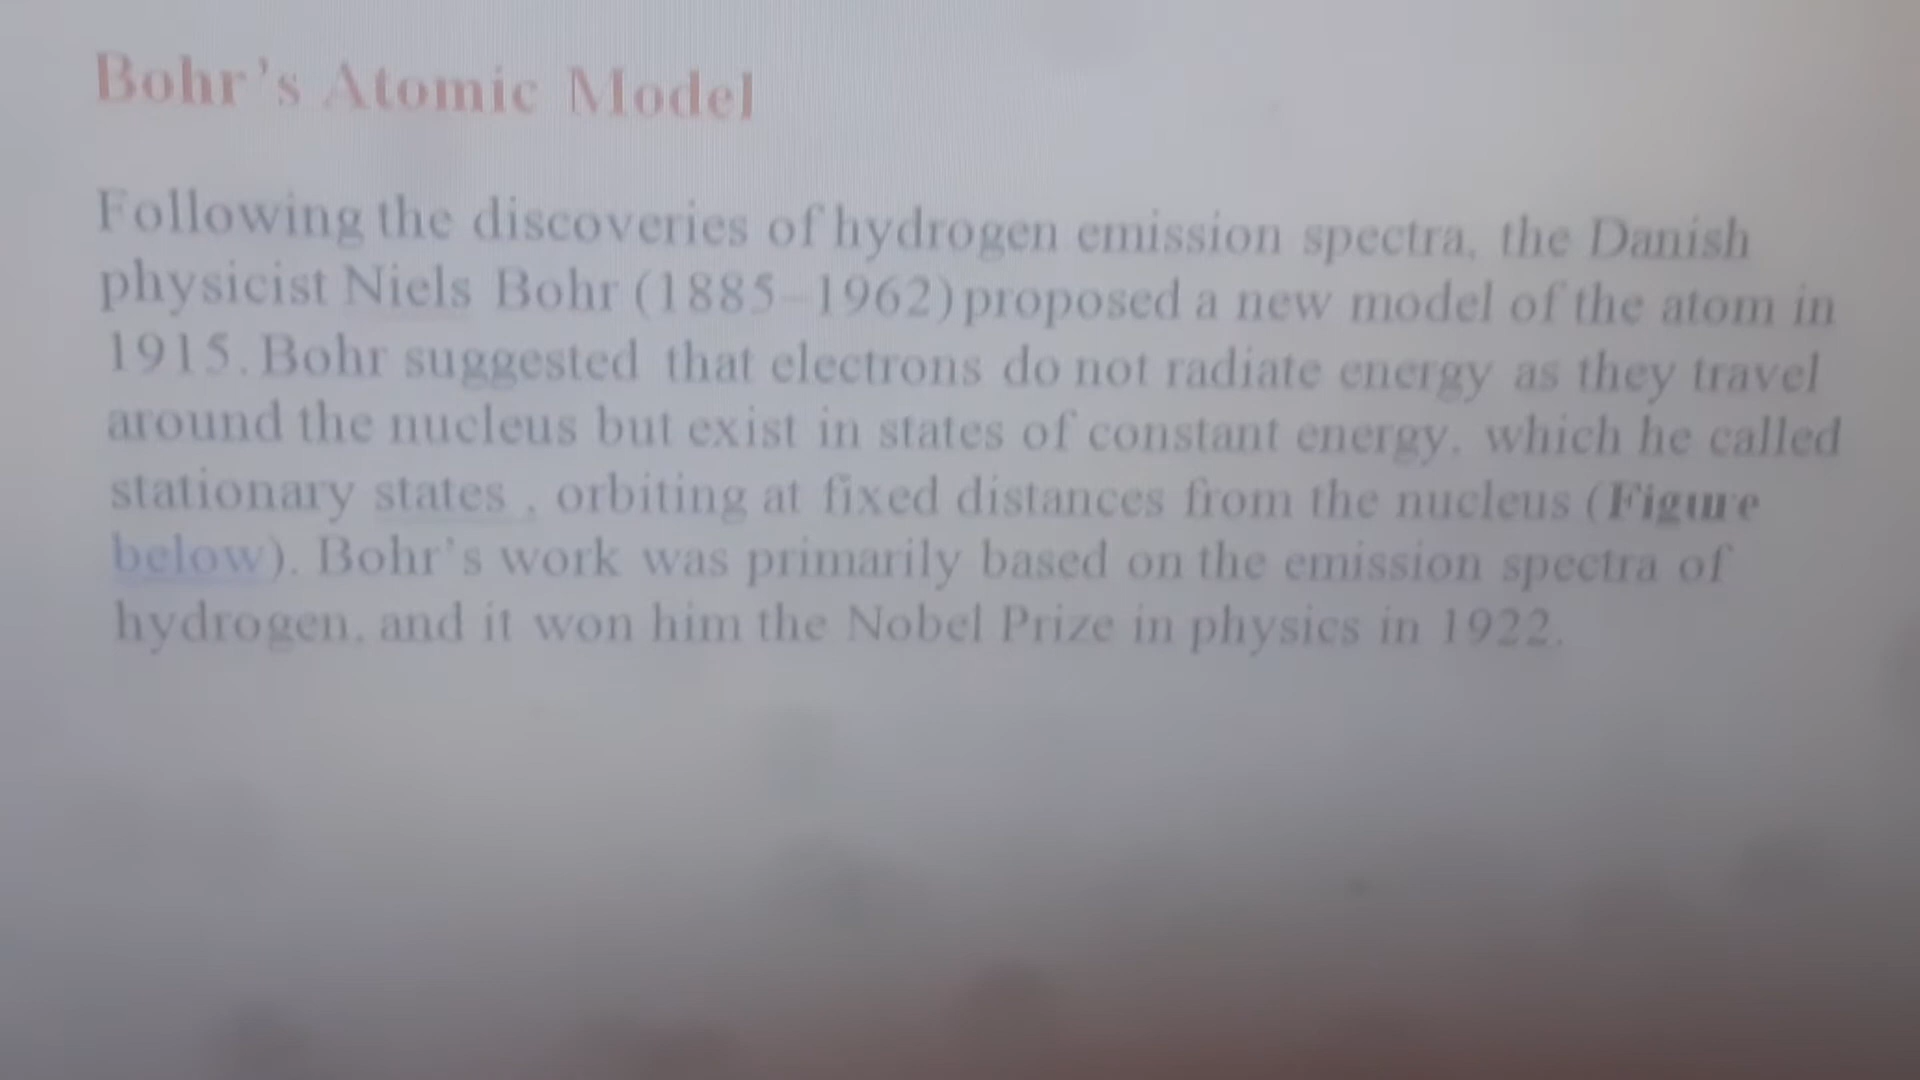 Bohr's Atomic Model
Following the discoveries of hydrogen emission spectra, the Danish
physicist Niels Bohr (1885–1962) proposed a new model of the atom in
1915. Bohr suggested that electrons do not radiate energy as they travel
around the nucleus but exist in states of constant energy, which he called
stationary states , orbiting at fixed distances from the nucleus (Figure
below). Bohr's work was primarily based on the emission spectra of
hydrogen, and it won him the Nobel Prize in physics in 1922.